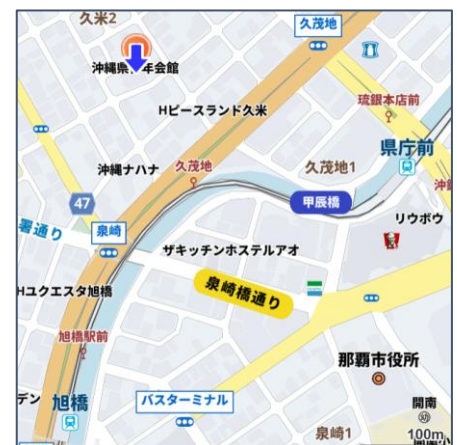 久米2
久茂地
沖縄県 年会館
琉銀本店前
Hピースランド久米
県庁前
沖縄ナハナ
久茂地
久茂地1
沖
47
甲辰橋
リウボウ
署通り
泉崎
ザキッチンホステルアオ
Hユクエスタ旭橋
泉崎橋通り
旭橋駅前
那覇市役所
デン
旭橋
バスターミナル
開南
幼
泉崎1
100m